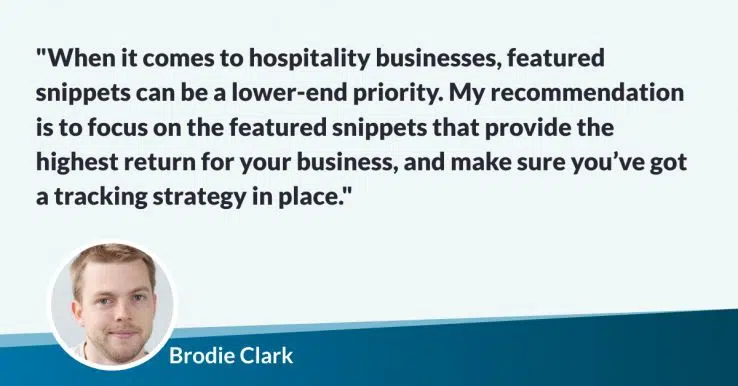 "When it comes to hospitality businesses, featured
snippets can be a lower-end priority. My recommendation
is to focus on the featured snippets that provide the
highest return for your business, and make sure you’ve got
a tracking strategy in place."
Brodie Clark